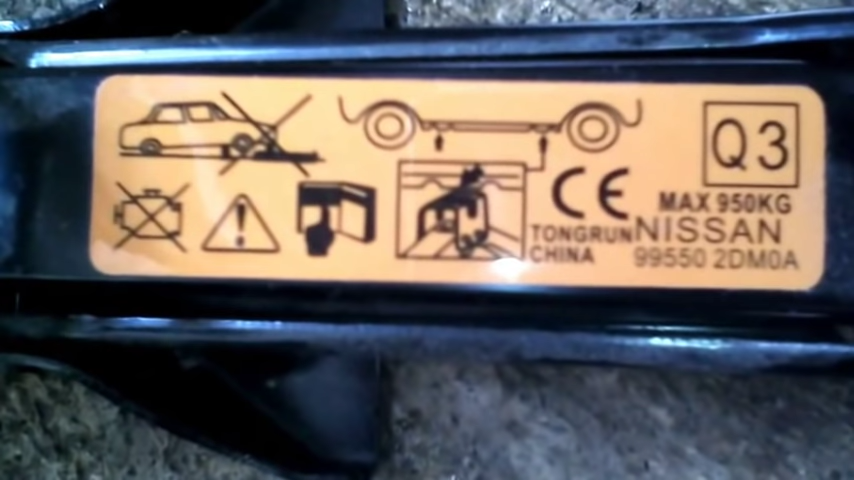 Q3
CE
MAX 950KG
TONGRUN NISSAN
CHINA 99550 2DM0A